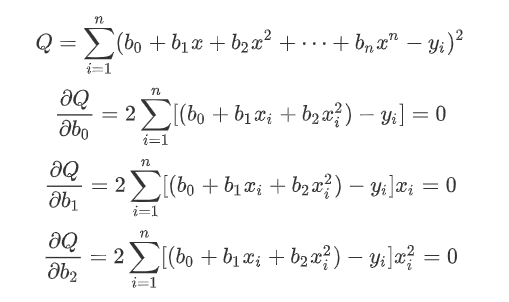 Q = \sum_{i=1}^{n} (b_0 + b_1 x + b_2 x^2 + \cdots + b_n x^n - y_i)^2
\frac{\partial Q}{\partial b_0} = 2 \sum_{i=1}^{n} [(b_0 + b_1 x_i + b_2 x_i^2) - y_i] = 0
\frac{\partial Q}{\partial b_1} = 2 \sum_{i=1}^{n} [(b_0 + b_1 x_i + b_2 x_i^2) - y_i] x_i = 0
\frac{\partial Q}{\partial b_2} = 2 \sum_{i=1}^{n} [(b_0 + b_1 x_i + b_2 x_i^2) - y_i] x_i^2 = 0